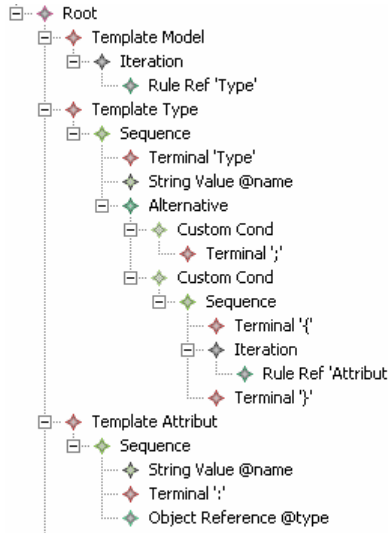 Root
Template Model
Iteration
Rule Ref 'Type'
Template Type
Sequence
Terminal 'Type'
String Value @name
Alternative
Custom Cond
Terminal ';'
Custom Cond
Sequence
Terminal '{'
Iteration
Rule Ref 'Attribut
Terminal '}'
Template Attribut
Sequence
String Value @name
Terminal ':'
Object Reference @type